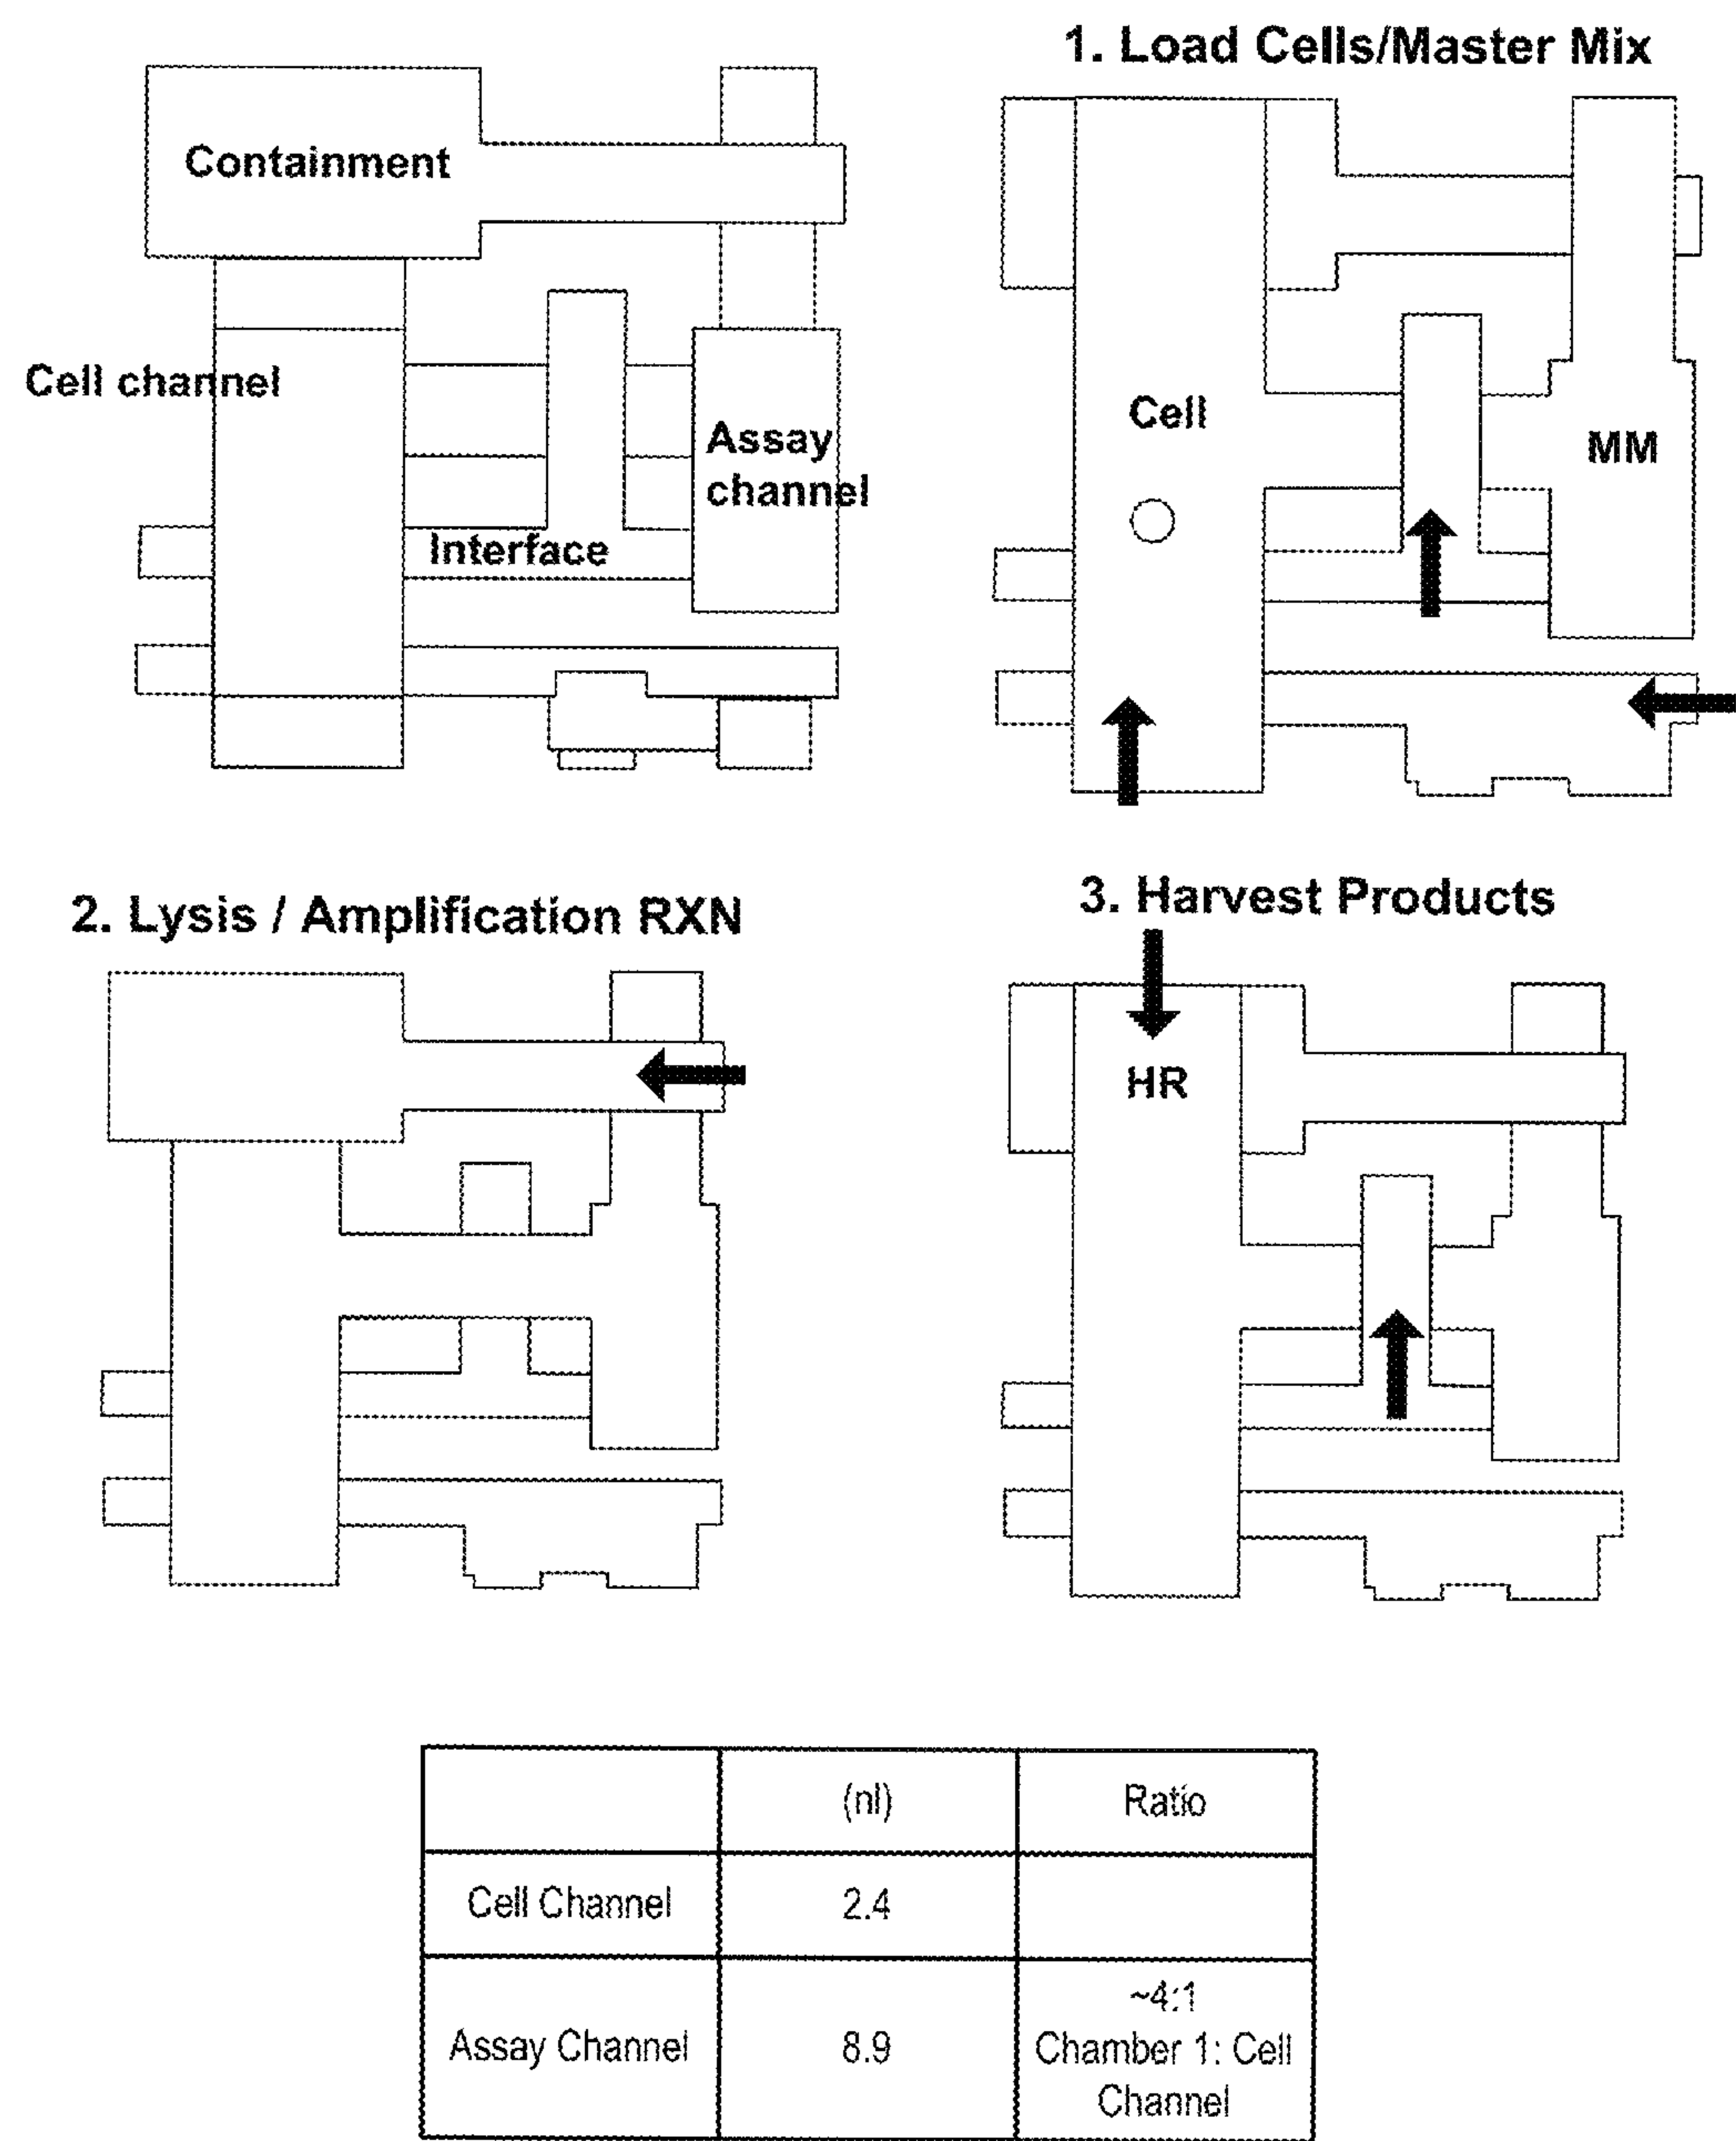 1. Load Cells/Master Mix
Containment
Cell channel
Assay
channel
Interface
Cell
MM
2. Lysis / Amplification RXN
3. Harvest Products
HR
(nl)
Ratio
Cell Channel
2.4
Assay Channel
8.9
~4:1
Chamber 1: Cell
Channel